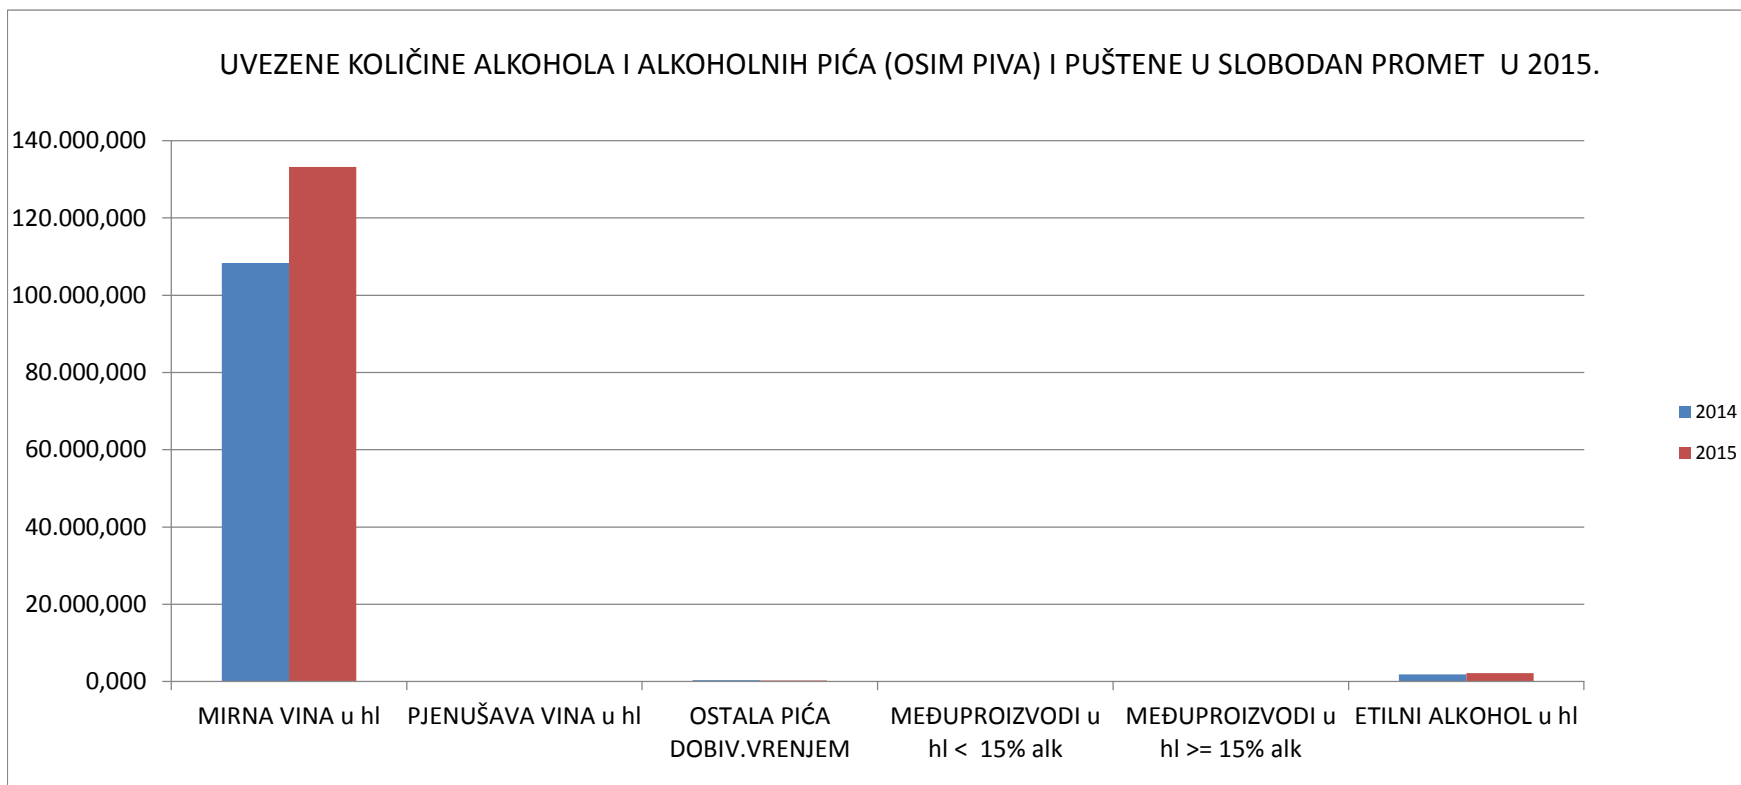 UVEZENE KOLIČINE ALKOHOLA I ALKOHOLNIH PIĆA (OSIM PIVA) I PUŠTENE U SLOBODAN PROMET  U 2015.
140.000,000
120.000,000
100.000,000
80.000,000
60.000,000
40.000,000
20.000,000
0,000
MIRNA VINA u hl
PJENUŠAVA VINA u hl
OSTALA PIĆA
DOBIV.VRENJEM
MEĐUPROIZVODI u
hl <  15% alk
MEĐUPROIZVODI u
hl >= 15% alk
ETILNI ALKOHOL u hl
2014
2015